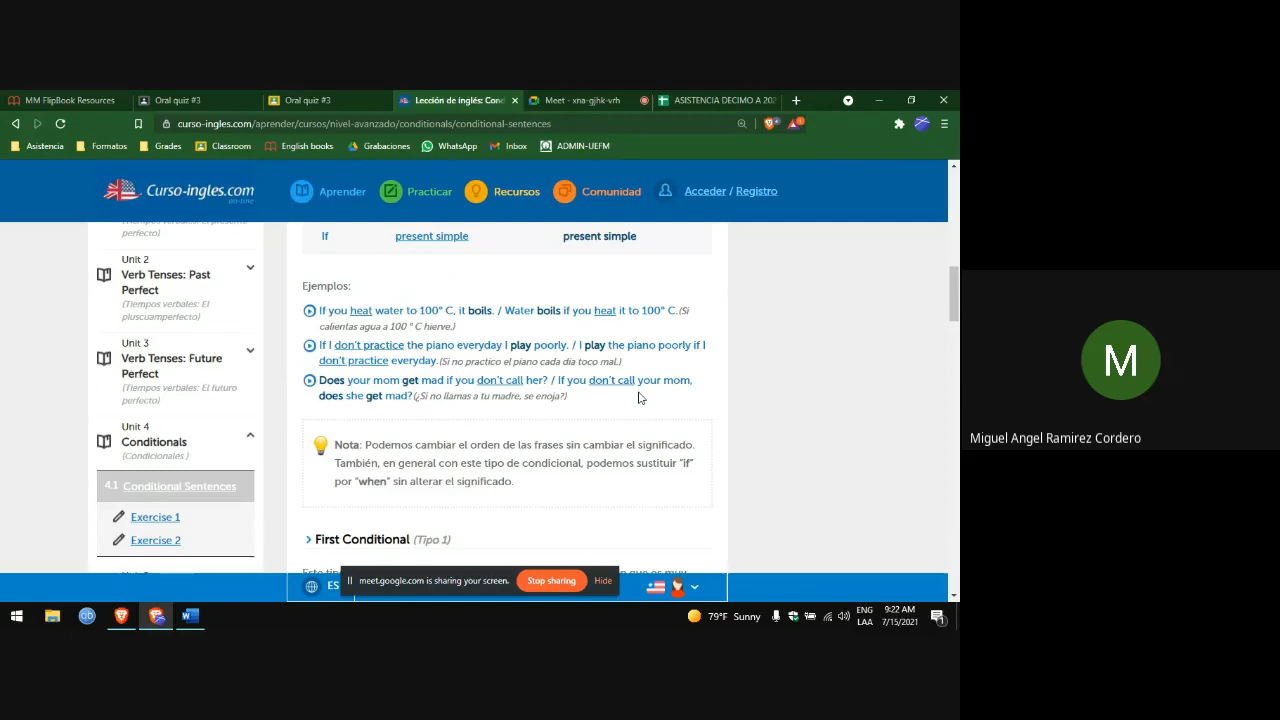 MM FlipBook Resources
Oral quiz #3
Oral quiz #3
Lección de inglés: Cond
Meet - xna-gjhk-vrh
ASISTENCIA DECIMO A 202
curso-ingles.com/aprender/cursos/nivel-avanzado/conditionals/conditional-sentences
Asistencia
Formatos
Grades
Classroom
English books
Grabaciones
WhatsApp
Inbox
ADMIN-UEFM
Curso-ingles.com
on-line
Aprender
Practicar
Recursos
Comunidad
Acceder / Registro
perfecto)
Unit 2
Verb Tenses: Past
Perfect
(Tiempos verbales: El
pluscuamperfecto)
Unit 3
Verb Tenses: Future
Perfect
(Tiempos verbales: El futuro
perfecto)
Unit 4
Conditionals
(Condicionales )
4.1 Conditional Sentences
Exercise 1
Exercise 2
If present simple present simple
Ejemplos:
If you heat water to 100° C, it boils. / Water boils if you heat it to 100° C.(Si
calientas agua a 100 ° C hierve.)
If I don't practice the piano everyday I play poorly. / I play the piano poorly if I
don't practice everyday.(Si no practico el piano cada día toco mal.)
Does your mom get mad if you don't call her? / If you don't call your mom,
does she get mad?(¿Si no llamas a tu madre, se enoja?)
Nota: Podemos cambiar el orden de las frases sin cambiar el significado.
También, en general con este tipo de condicional, podemos sustituir "if"
por "when" sin alterar el significado.
First Conditional (Tipo 1)
ES
meet.google.com is sharing your screen.
Stop sharing
Hide
79°F Sunny
ENG
LAA
9:22 AM
7/15/2021
M
Miguel Angel Ramirez Cordero